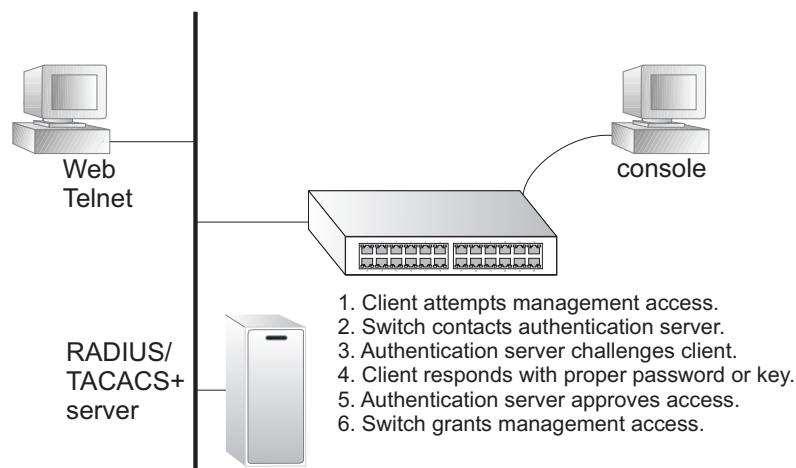 Web
Telnet
console
1. Client attempts management access.
2. Switch contacts authentication server.
3. Authentication server challenges client.
4. Client responds with proper password or key.
5. Authentication server approves access.
6. Switch grants management access.
RADIUS/
TACACS+
server